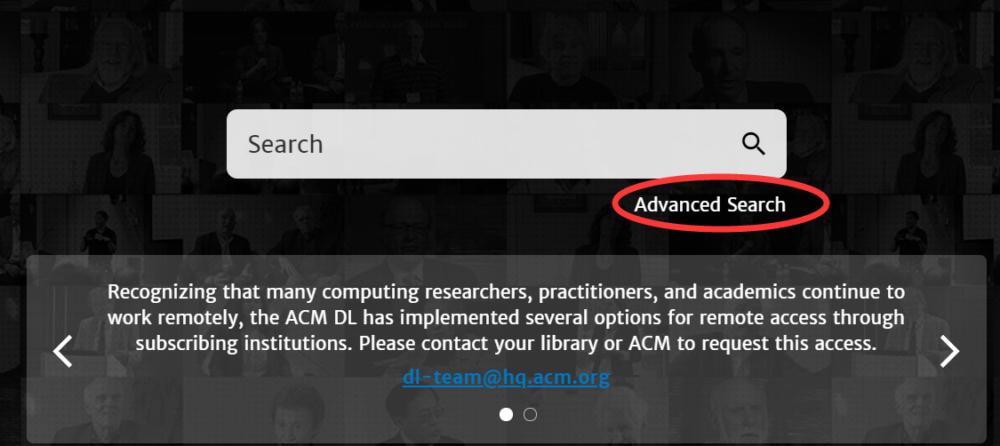 Search
Advanced Search
Recognizing that many computing researchers, practitioners, and academics continue to
work remotely, the ACM DL has implemented several options for remote access through
subscribing institutions. Please contact your library or ACM to request this access.
dl-team@hq.acm.org